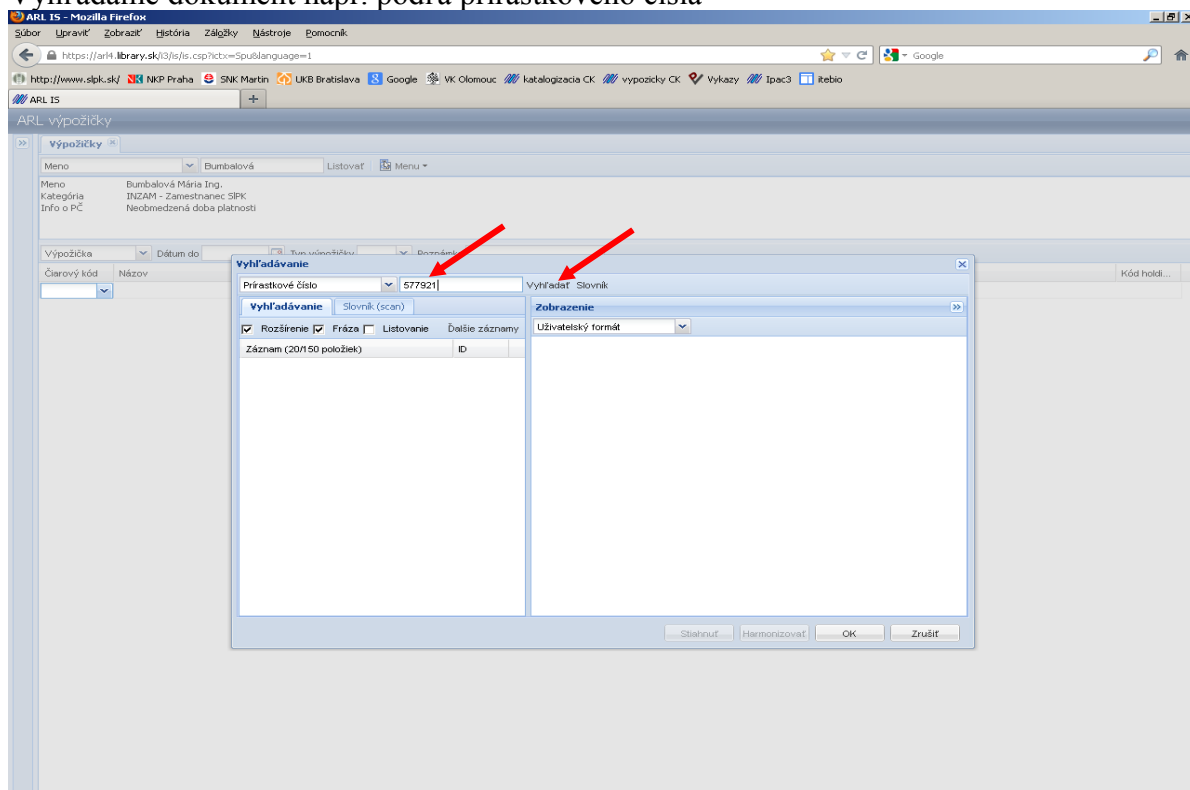 Vyhľadanie dokument napr. podľa prírastkového čísla
ARL IS - Mozilla Firefox
Súbor Upraviť Zobraziť História Záložky Nástroje Pomocník
https://arl4.library.sk/i3/is/is.csp?ictx=Spu&language=1
Google
http://www.slpk.sk/ NKP Praha SNK Martin UKB Bratislava Google VK Olomouc katalogizacia CK vypozicky CK Vykazy Ipac3 itebio
ARL IS
ARL výpožičky
Výpožičky
Meno Bumbalová Listovať Menu
Meno Bumbalová Mária Ing.
Kategória INZAM - Zamestnanec SlPK
Info o PČ Neobmedzená doba platnosti
Výpožička Dátum do Typ výpožičky Poznámka
Čiarový kód Názov Kód holdi...
Vyhľadávanie
Prírastkové číslo 577921 Vyhľadať Slovník
Vyhľadávanie Slovník (scan) Zobrazenie
Rozšírenie Fráza Listovanie Ďalšie záznamy Uživatelský formát
Záznam (20/150 položiek) ID
Stiahnuť Harmonizovať OK Zrušiť